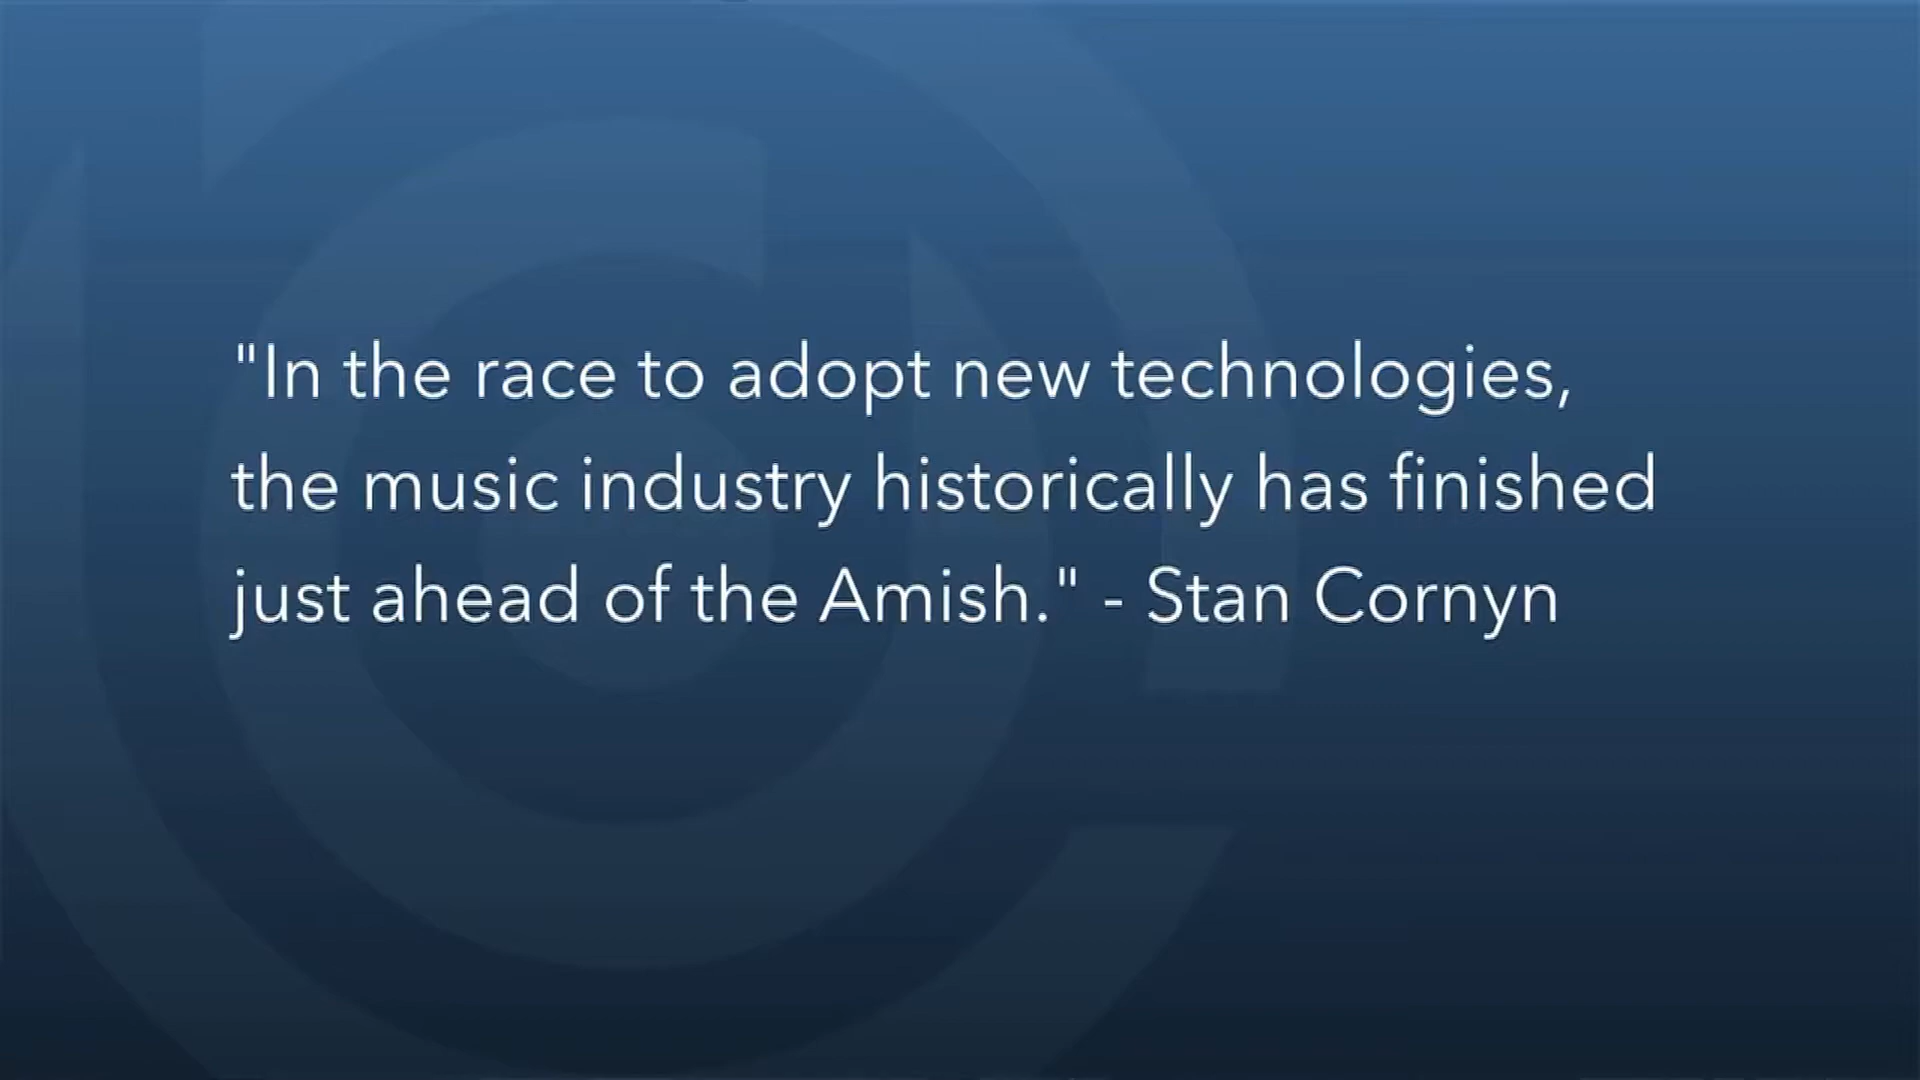 "In the race to adopt new technologies,
the music industry historically has finished
just ahead of the Amish." - Stan Cornyn